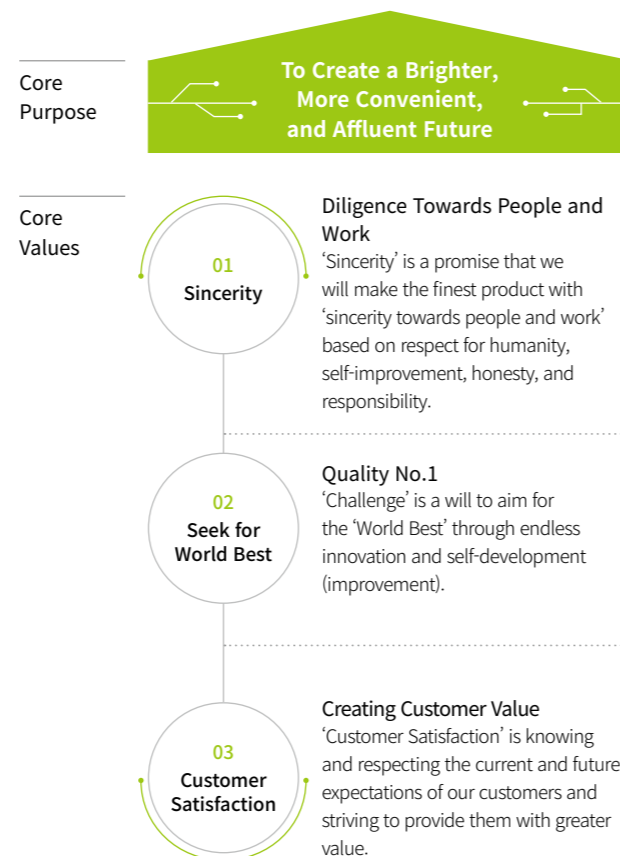 Core
Purpose
To Create a Brighter,
More Convenient,
and Affluent Future
Core
Values
01
Sincerity
Diligence Towards People and
Work
‘Sincerity’ is a promise that we
will make the finest product with
‘sincerity towards people and work’
based on respect for humanity,
self-improvement, honesty, and
responsibility.
02
Seek for
World Best
Quality No.1
‘Challenge’ is a will to aim for
the ‘World Best’ through endless
innovation and self-development
(improvement).
03
Customer
Satisfaction
Creating Customer Value
‘Customer Satisfaction’ is knowing
and respecting the current and future
expectations of our customers and
striving to provide them with greater
value.